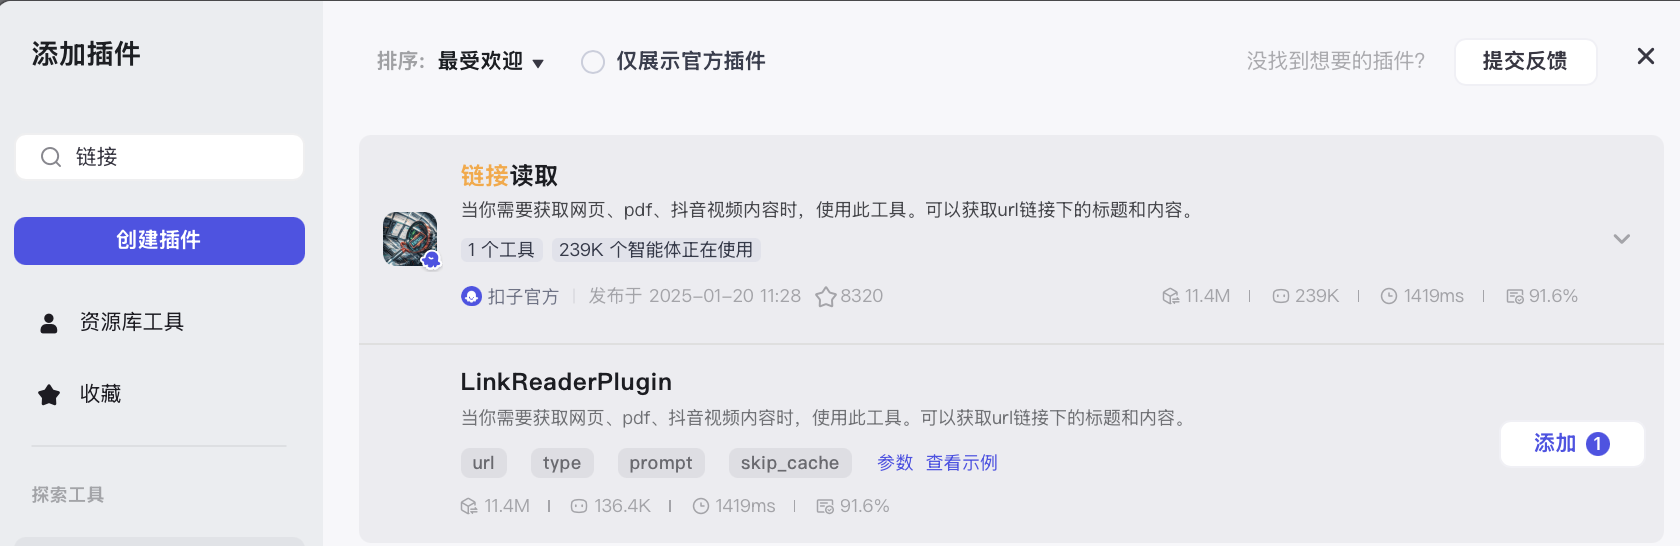 添加插件
链接
创建插件
资源库工具
收藏
探索工具
排序: 最受欢迎 仅展示官方插件 没找到想要的插件? 提交反馈
链接读取
当你需要获取网页、pdf、抖音视频内容时，使用此工具。可以获取url链接下的标题和内容。
1 个工具 239K 个智能体正在使用
扣子官方 发布于 2025-01-20 11:28 8320 11.4M 239K 1419ms 91.6%
LinkReaderPlugin
当你需要获取网页、pdf、抖音视频内容时，使用此工具。可以获取url链接下的标题和内容。
url type prompt skip_cache 参数 查看示例
添加 1
11.4M 136.4K 1419ms 91.6%